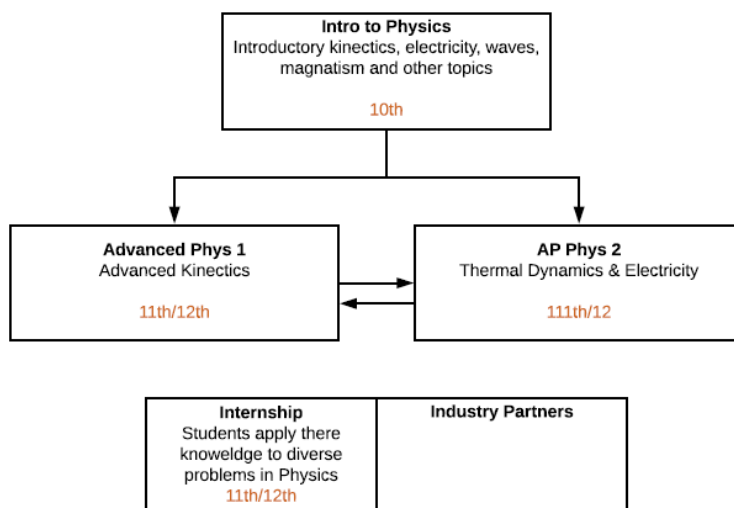 Intro to Physics
Introductory kinetics, electricity, waves,
magnatism and other topics
10th
Advanced Phys 1
Advanced Kinetics
11th/12th
AP Phys 2
Thermal Dynamics & Electricity
111th/12
Internship
Students apply there
knoweldge to diverse
problems in Physics
11th/12th
Industry Partners